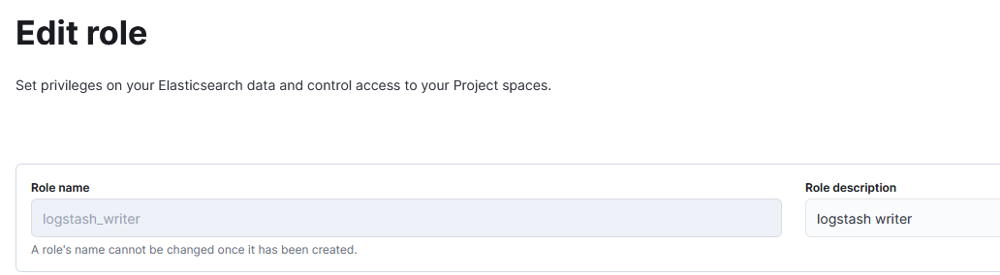 Edit role
Set privileges on your Elasticsearch data and control access to your Project spaces.
Role name
Role description
logstash_writer
logstash writer
A role's name cannot be changed once it has been created.